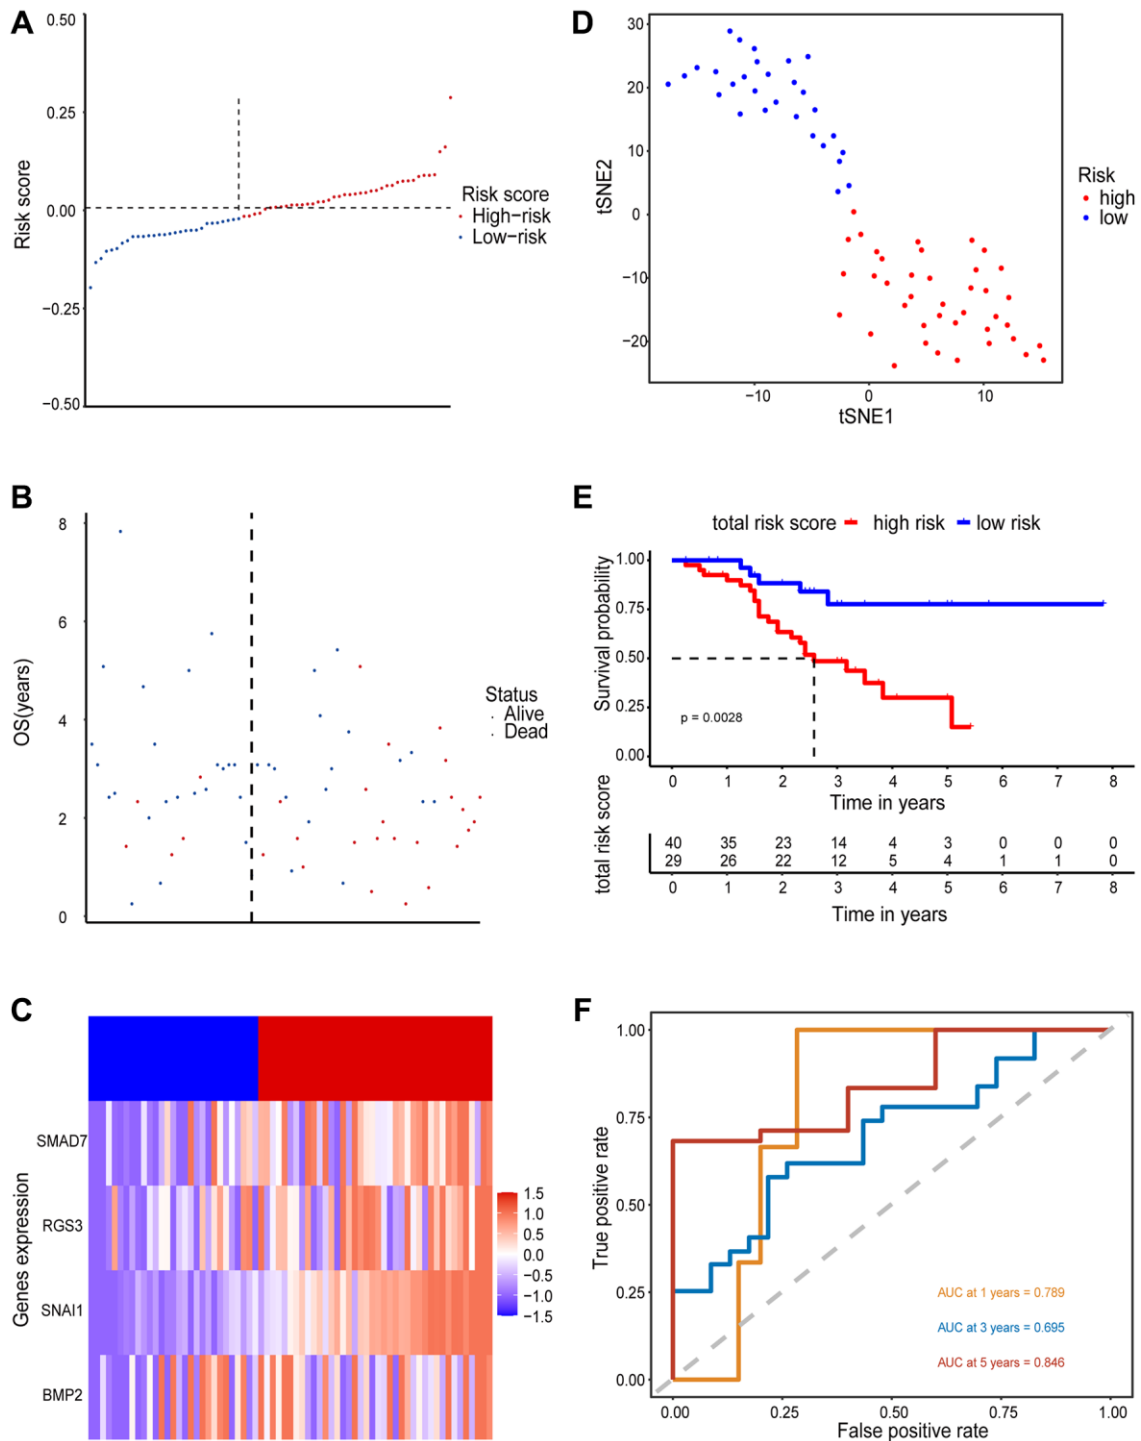 A
0.50
0.25
0.00
−0.25
−0.50
Risk score
Risk score
High−risk
Low−risk
D
30
20
10
0
−10
−20
tSNE2
−10 0 10
tSNE1
Risk
high
low
B
8
6
4
2
0
OS(years)
Status
Alive
Dead
E
total risk score high risk low risk
1.00
0.75
0.50
0.25
0.00
Survival probability
p = 0.0028
0 1 2 3 4 5 6 7 8
Time in years
total risk score
40 35 23 14 4 3 0 0 0
29 26 22 12 5 4 1 1 0
0 1 2 3 4 5 6 7 8
Time in years
C
Genes expression
SMAD7
RGS3
SNAI1
BMP2
1.5
1.0
0.5
0.0
−0.5
−1.0
−1.5
F
1.00
0.75
0.50
0.25
0.00
True positive rate
AUC at 1 years = 0.789
AUC at 3 years = 0.695
AUC at 5 years = 0.846
0.00 0.25 0.50 0.75 1.00
False positive rate